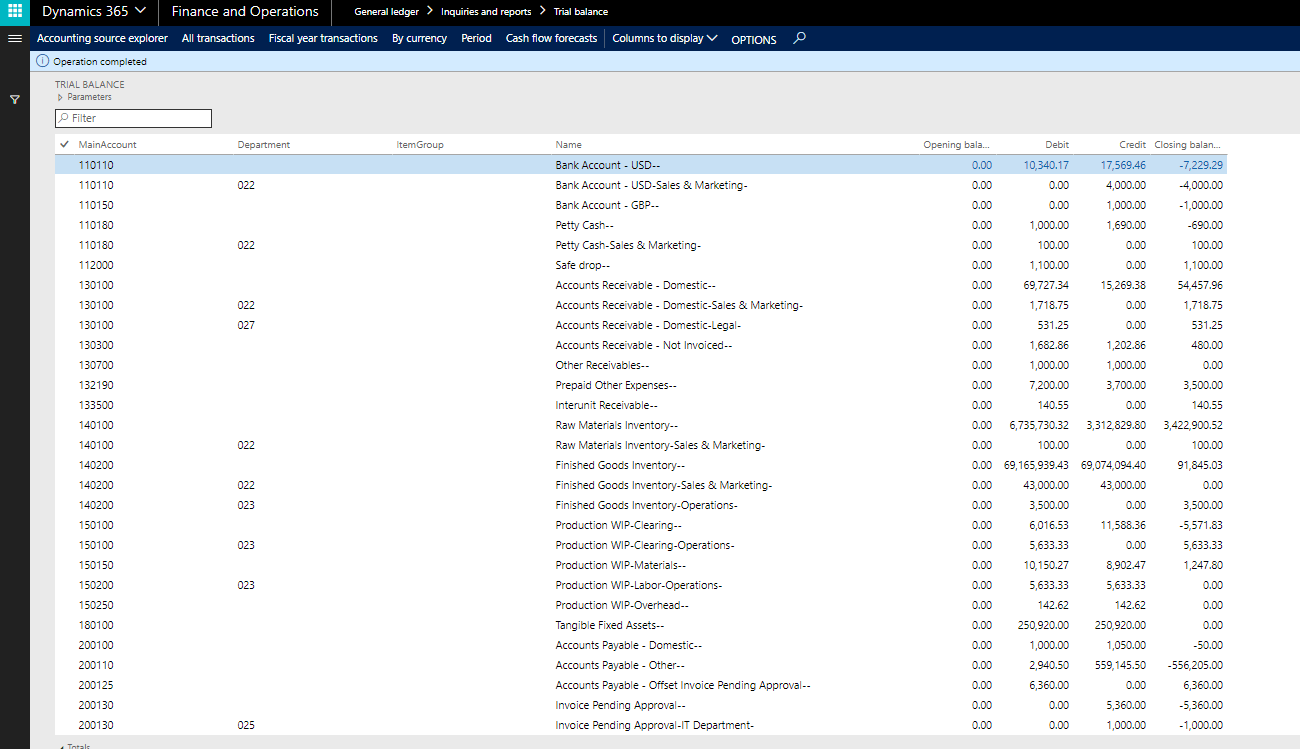 Dynamics 365 Finance and Operations General ledger > Inquiries and reports > Trial balance
Accounting source explorer All transactions Fiscal year transactions By currency Period Cash flow forecasts Columns to display OPTIONS
Operation completed
TRIAL BALANCE
Parameters
Filter
MainAccount Department ItemGroup Name Opening bala... Debit Credit Closing balan...
110110 Bank Account - USD-- 0.00 10,340.17 17,569.46 -7,229.29
110110 022 Bank Account - USD-Sales & Marketing- 0.00 0.00 4,000.00 -4,000.00
110150 Bank Account - GBP-- 0.00 0.00 1,000.00 -1,000.00
110180 Petty Cash-- 0.00 1,000.00 1,690.00 -690.00
110180 022 Petty Cash-Sales & Marketing- 0.00 100.00 0.00 100.00
112000 Safe drop-- 0.00 1,100.00 0.00 1,100.00
130100 Accounts Receivable - Domestic-- 0.00 69,727.34 15,269.38 54,457.96
130100 022 Accounts Receivable - Domestic-Sales & Marketing- 0.00 1,718.75 0.00 1,718.75
130100 027 Accounts Receivable - Domestic-Legal- 0.00 531.25 0.00 531.25
130300 Accounts Receivable - Not Invoiced-- 0.00 1,682.86 1,202.86 480.00
130700 Other Receivables-- 0.00 1,000.00 1,000.00 0.00
132190 Prepaid Other Expenses-- 0.00 7,200.00 3,700.00 3,500.00
133500 Interunit Receivable-- 0.00 140.55 0.00 140.55
140100 Raw Materials Inventory-- 0.00 6,735,730.32 3,312,829.80 3,422,900.52
140100 022 Raw Materials Inventory-Sales & Marketing- 0.00 100.00 0.00 100.00
140200 Finished Goods Inventory-- 0.00 69,165,939.43 69,074,094.40 91,845.03
140200 022 Finished Goods Inventory-Sales & Marketing- 0.00 43,000.00 43,000.00 0.00
140200 023 Finished Goods Inventory-Operations- 0.00 3,500.00 0.00 3,500.00
150100 Production WIP-Clearing-- 0.00 6,016.53 11,588.36 -5,571.83
150100 023 Production WIP-Clearing-Operations- 0.00 5,633.33 0.00 5,633.33
150150 Production WIP-Materials-- 0.00 10,150.27 8,902.47 1,247.80
150200 023 Production WIP-Labor-Operations- 0.00 5,633.33 5,633.33 0.00
150250 Production WIP-Overhead-- 0.00 142.62 142.62 0.00
180100 Tangible Fixed Assets-- 0.00 250,920.00 250,920.00 0.00
200100 Accounts Payable - Domestic-- 0.00 1,000.00 1,050.00 -50.00
200110 Accounts Payable - Other-- 0.00 2,940.50 559,145.50 -556,205.00
200125 Accounts Payable - Offset Invoice Pending Approval-- 0.00 6,360.00 0.00 6,360.00
200130 Invoice Pending Approval-- 0.00 0.00 5,360.00 -5,360.00
200130 025 Invoice Pending Approval-IT Department- 0.00 0.00 1,000.00 -1,000.00
Totals